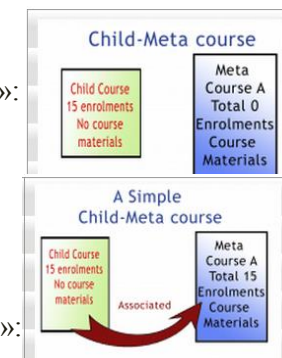 Child-Meta course
»:
Child Course
15 enrolments
No course
materials
Meta
Course A
Total 0
Enrolments
Course
Materials
A Simple
Child-Meta course
Child Course
15 enrolments
No course
materials
Associated
Meta
Course A
Total 15
Enrolments
Course
Materials
»: